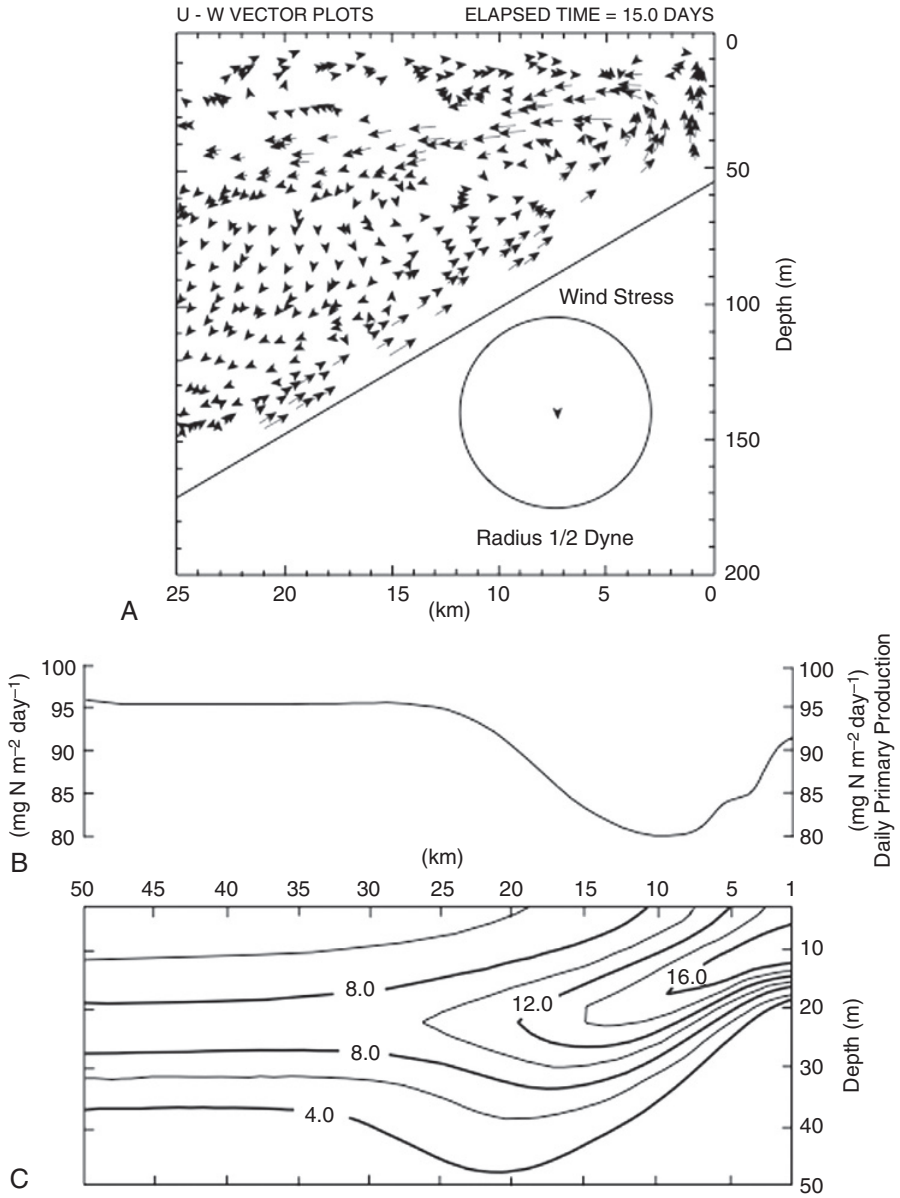 U - W VECTOR PLOTS ELAPSED TIME = 15.0 DAYS
0
50
100
150
200
Depth (m)
Wind Stress
Radius 1/2 Dyne
25 20 15 10 5 0
(km)
A
100
95
90
85
80
(mg N m⁻² day⁻¹)
100
95
90
85
80
(mg N m⁻² day⁻¹)
Daily Primary Production
B
(km)
50 45 40 35 30 25 20 15 10 5 1
10
20
30
40
50
Depth (m)
8.0
12.0
16.0
8.0
4.0
C